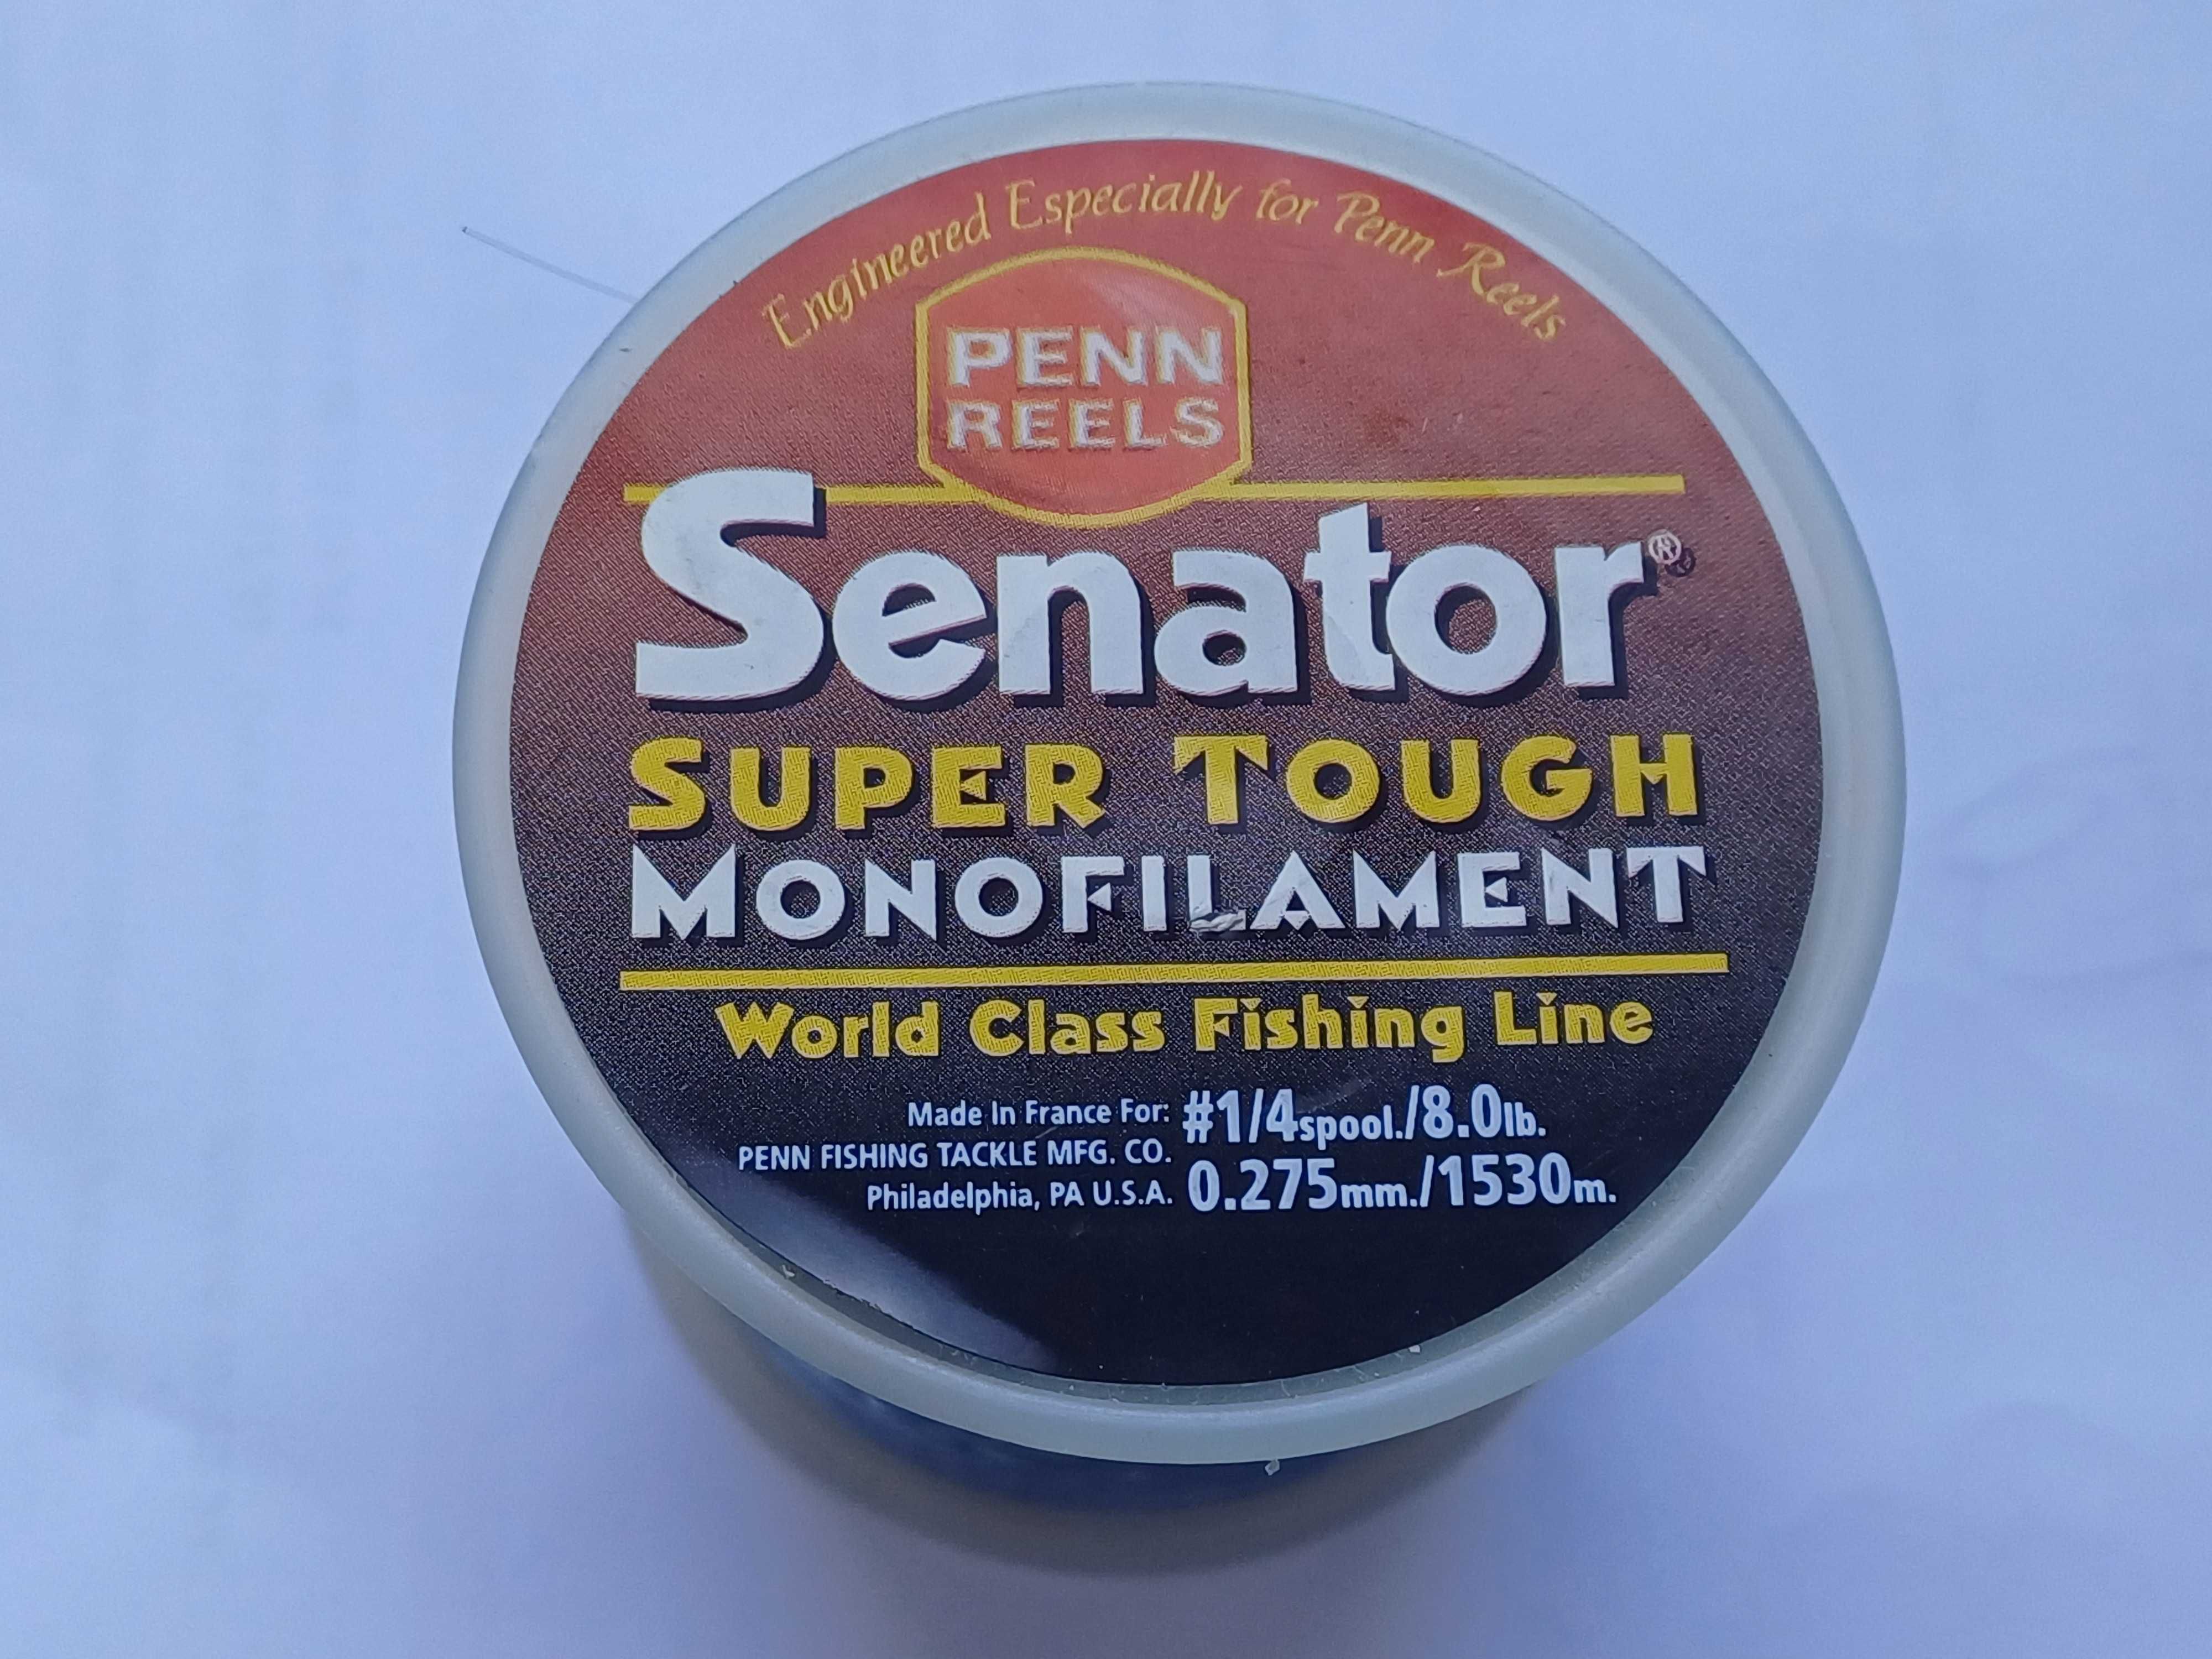 Engineered Especially for Penn Reels
PENN
REELS
Senator®
SUPER TOUGH
MONOFILAMENT
World Class Fishing Line
Made In France For:
PENN FISHING TACKLE MFG. CO.
Philadelphia, PA U.S.A.
#1/4spool./8.0lb.
0.275mm./1530m.